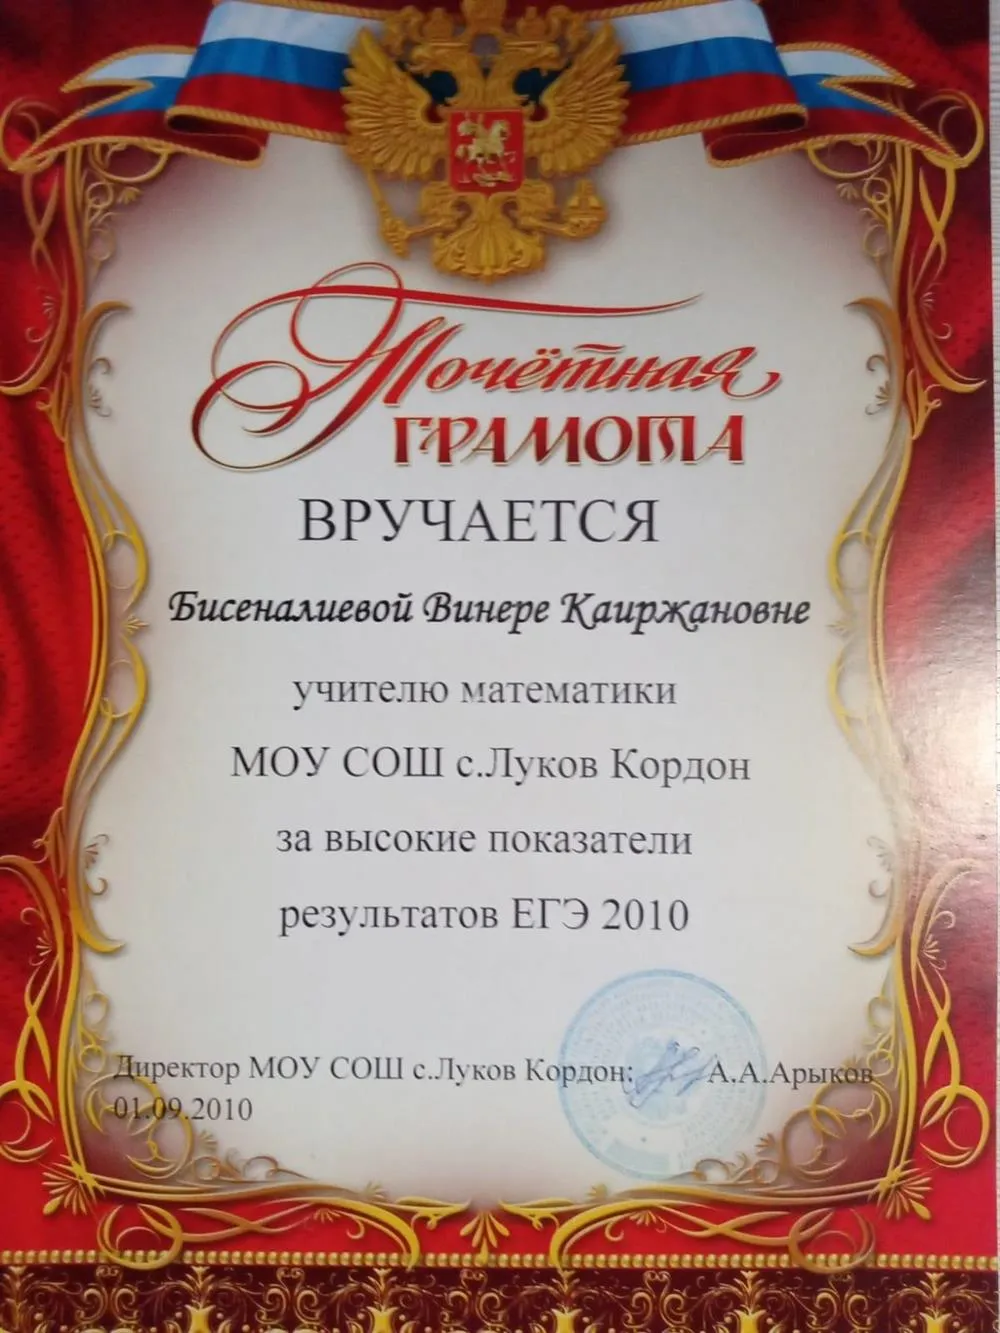 Почётная
ГРАМОТА
ВРУЧАЕТСЯ
Бисеналиевой Винере Каиржановне
учителю математики
МОУ СОШ с.Луков Кордон
за высокие показатели
результатов ЕГЭ 2010
Директор МОУ СОШ с.Луков Кордон: А.А.Арыков
01.09.2010